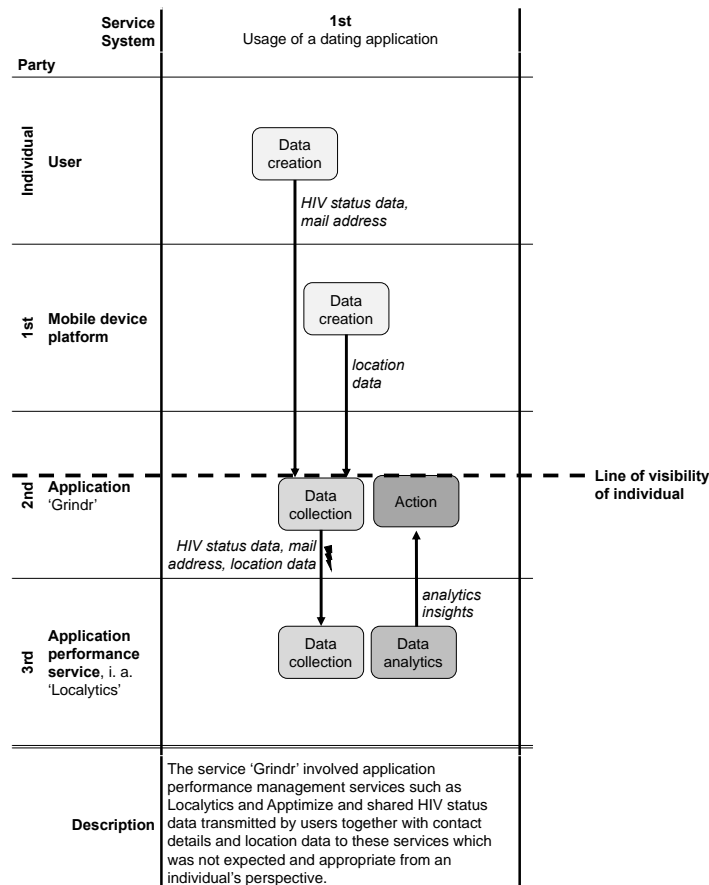 Service
System
1st
Usage of a dating application
Party
Individual
User
Data
creation
HIV status data,
mail address
1st
Mobile device
platform
Data
creation
location
data
Line of visibility
of individual
2nd
Application
'Grindr'
Data
collection
Action
HIV status data, mail
address, location data
analytics
insights
3rd
Application
performance
service, i. a.
'Localytics'
Data
collection
Data
analytics
Description
The service 'Grindr' involved application
performance management services such as
Localytics and Apptimize and shared HIV status
data transmitted by users together with contact
details and location data to these services which
was not expected and appropriate from an
individual's perspective.